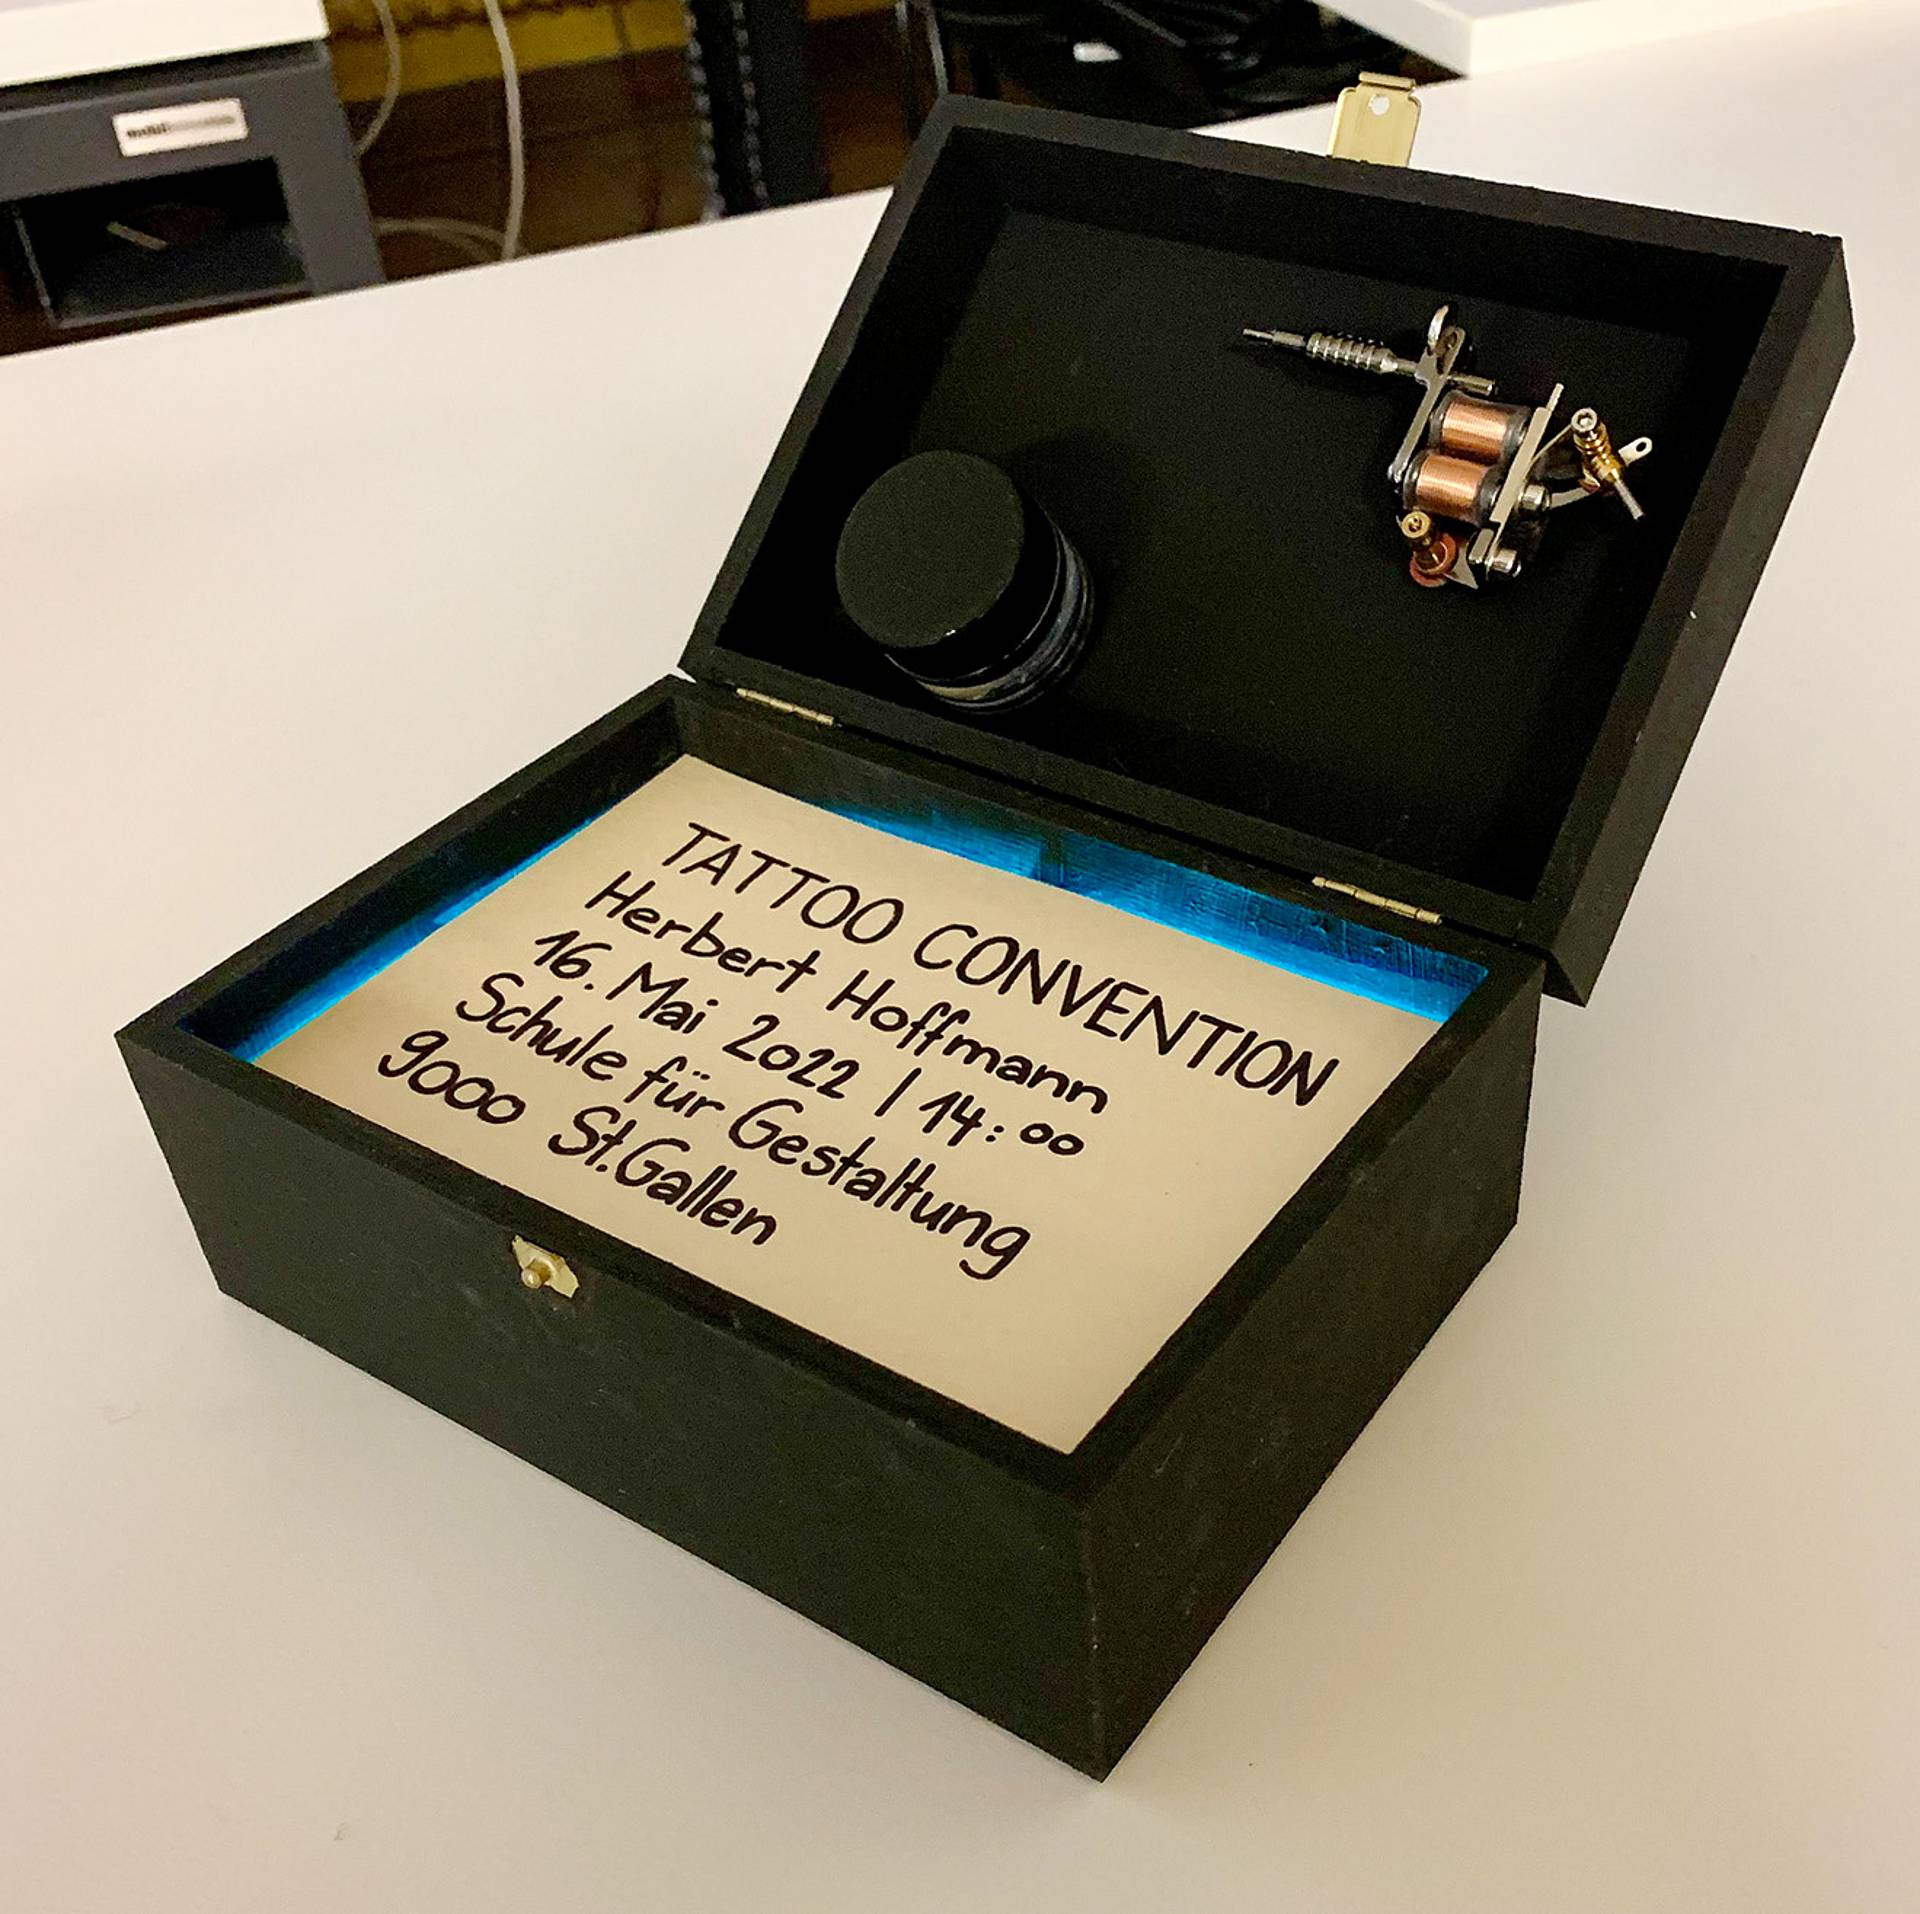 TATTOO CONVENTION
Herbert Hoffmann
16. Mai 2022 | 14:00
Schule für Gestaltung
9000 St.Gallen